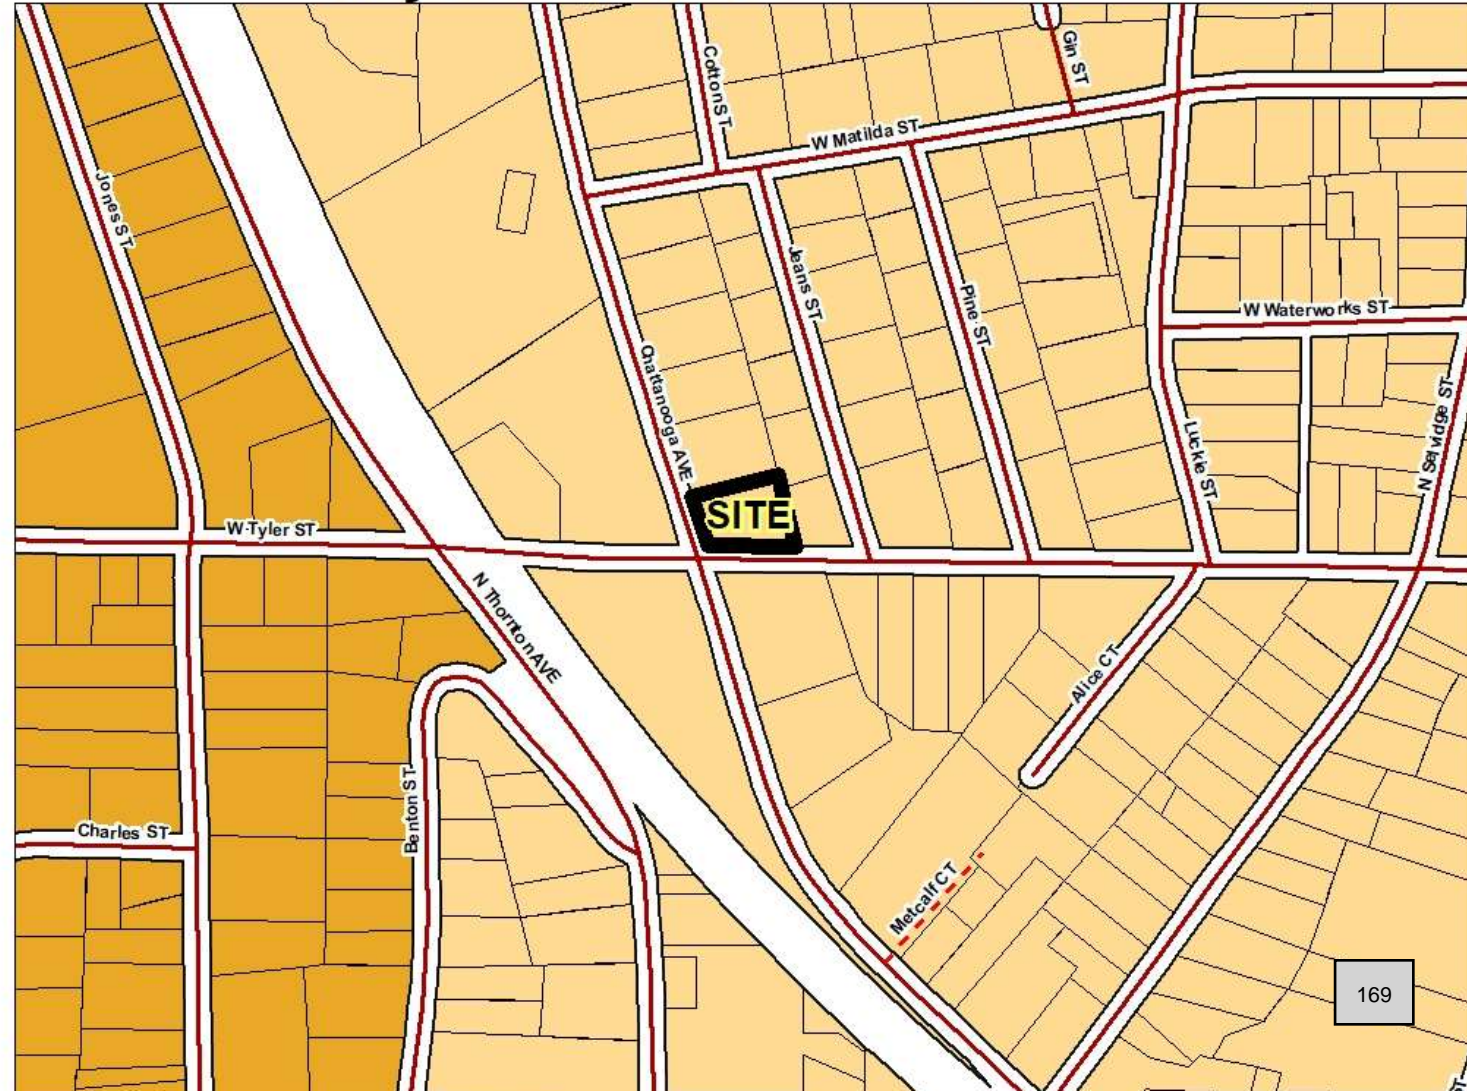 Gin ST
Cotton ST
W Matilda ST
Jones ST
Jeans ST
Pine ST
W Waterworks ST
Chattanooga AVE
N Selvidge ST
Luckie ST
SITE
W Tyler ST
N Thornton AVE
Alice CT
Benton ST
Charles ST
Metcalf CT
169